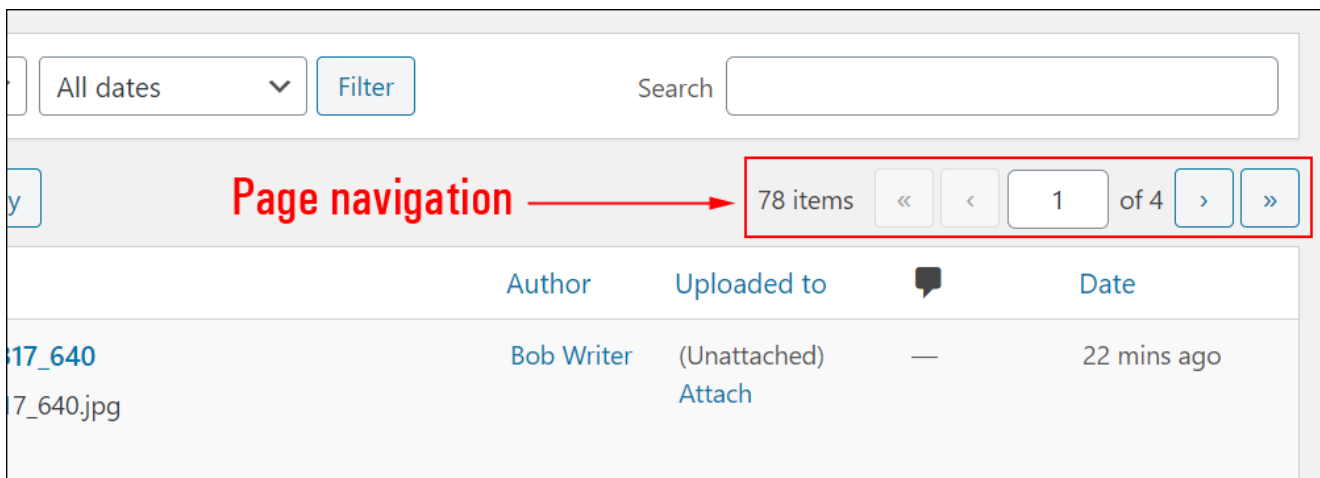 All dates
Filter
Search
y
Page navigation
78 items « ‹ 1 of 4 › »
Author Uploaded to Date
317_640 Bob Writer (Unattached) — 22 mins ago
17_640.jpg Attach